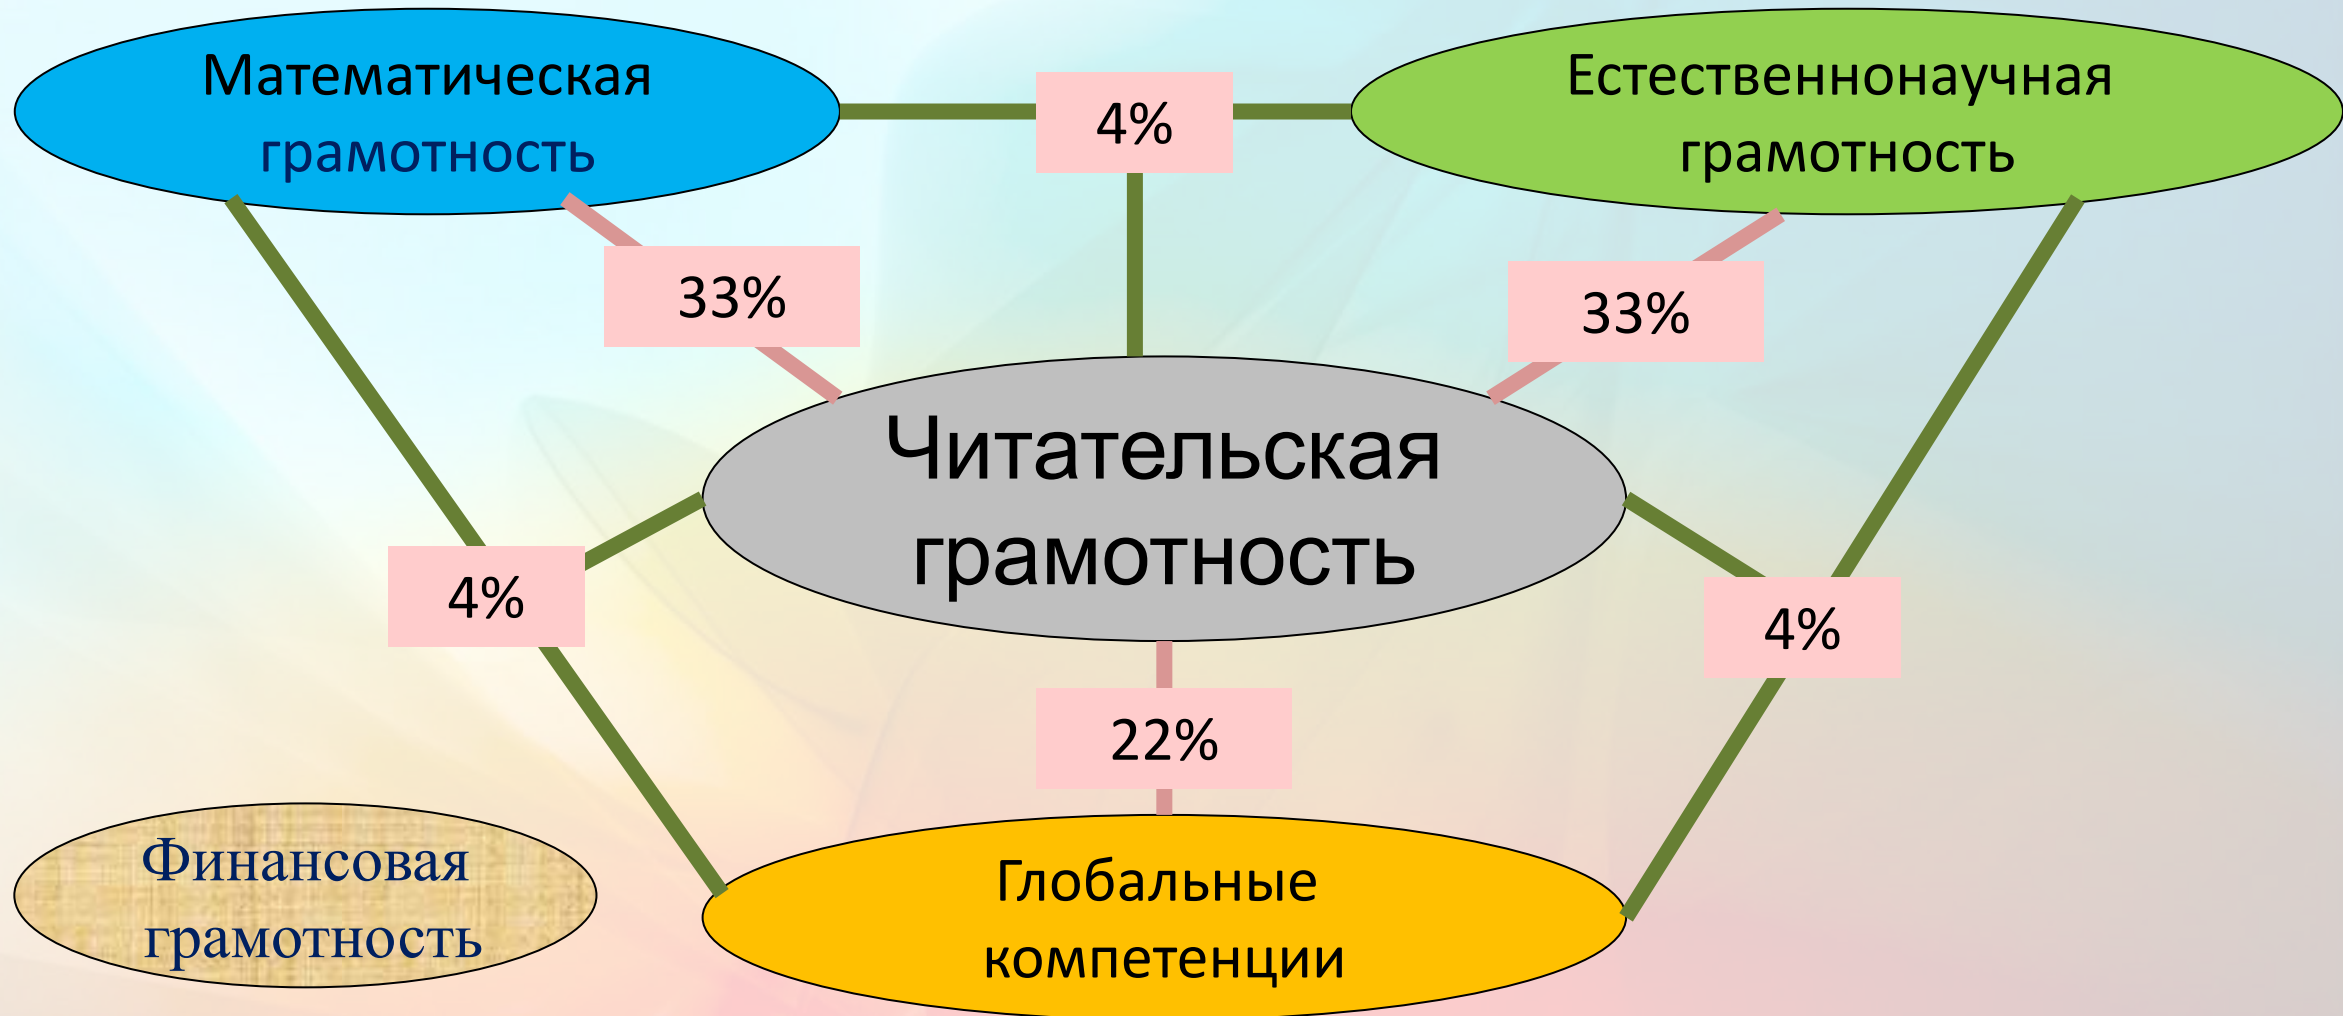 Математическая
грамотность
4%
Естественнонаучная
грамотность
33%
33%
Читательская
грамотность
4%
4%
22%
Финансовая
грамотность
Глобальные
компетенции